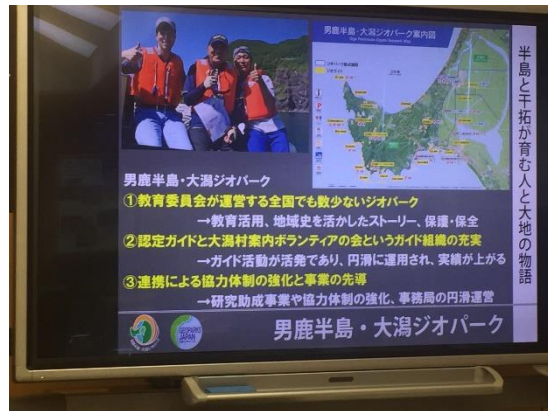 男鹿半島・大潟ジオパーク案内図
半島と干拓が育む人と大地の物語
男鹿半島・大潟ジオパーク
①教育委員会が運営する全国でも数少ないジオパーク
→教育活用、地域史を活かしたストーリー、保護・保全
②認定ガイドと大潟村案内ボランティアの会というガイド組織の充実
→ガイド活動が活発であり、円滑に運用され、実績が上がる
③連携による協力体制の強化と事業の先導
→研究助成事業や協力体制の強化、事務局の円滑運営
GEOPARKS
JAPAN
男鹿半島・大潟ジオパーク